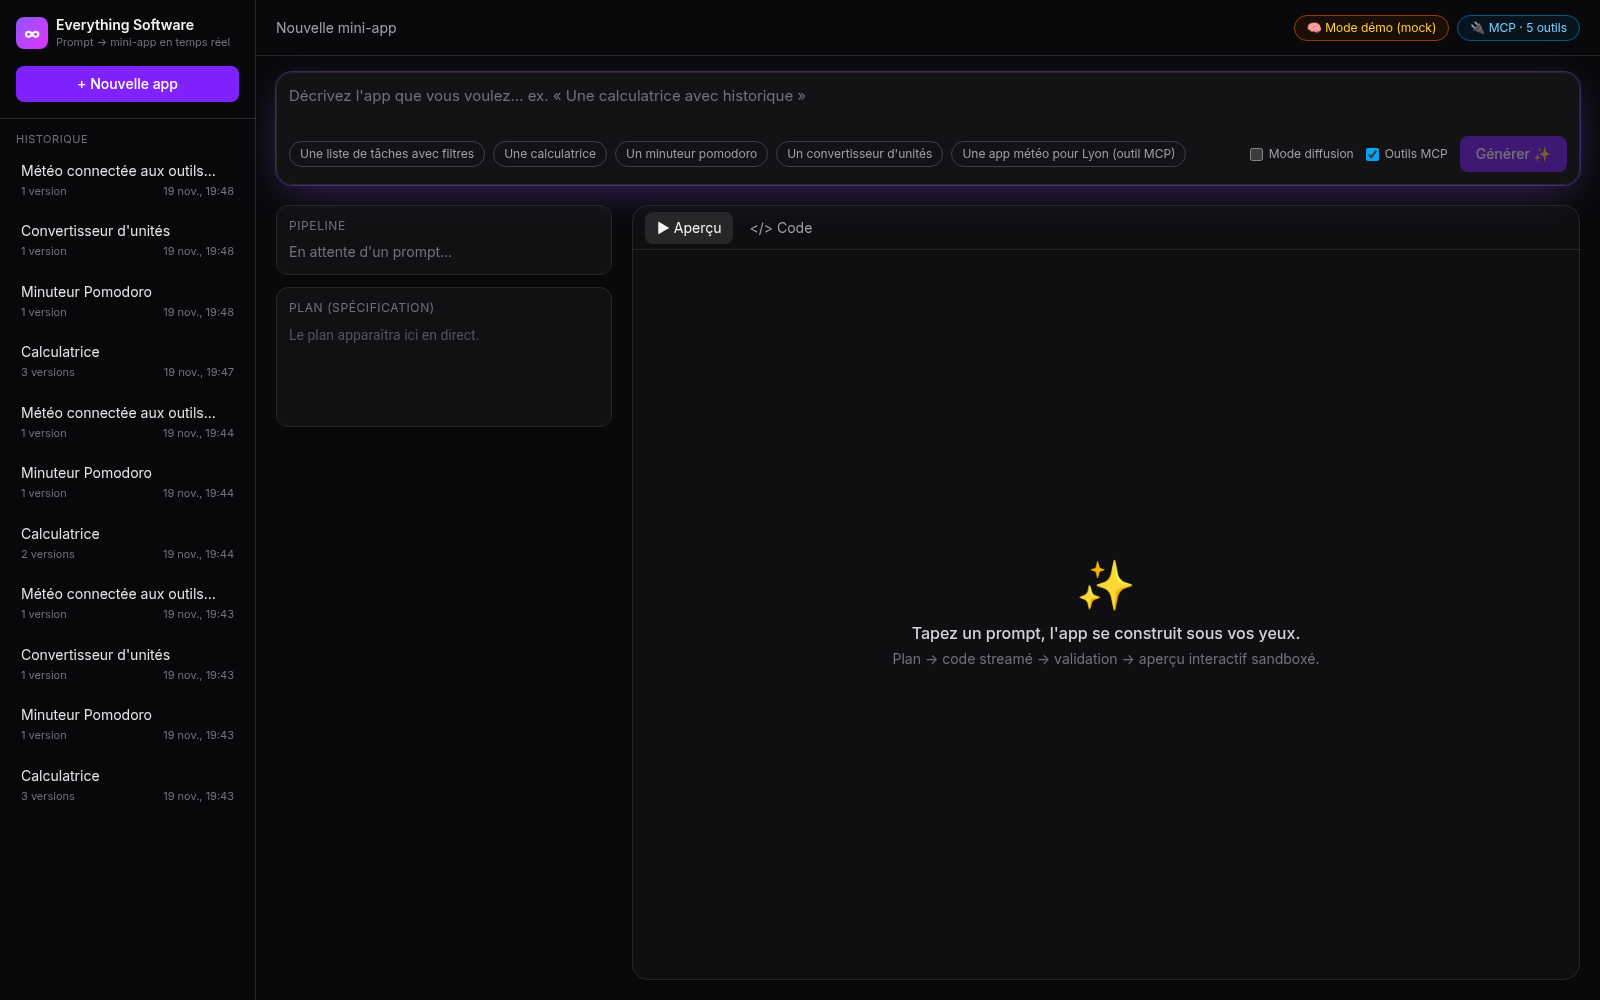 Everything Software
Prompt → mini-app en temps réel
+ Nouvelle app
HISTORIQUE
Météo connectée aux outils...
1 version 19 nov., 19:48
Convertisseur d'unités
1 version 19 nov., 19:48
Minuteur Pomodoro
1 version 19 nov., 19:48
Calculatrice
3 versions 19 nov., 19:47
Météo connectée aux outils...
1 version 19 nov., 19:44
Minuteur Pomodoro
1 version 19 nov., 19:44
Calculatrice
2 versions 19 nov., 19:44
Météo connectée aux outils...
1 version 19 nov., 19:43
Convertisseur d'unités
1 version 19 nov., 19:43
Minuteur Pomodoro
1 version 19 nov., 19:43
Calculatrice
3 versions 19 nov., 19:43
Nouvelle mini-app
🧠 Mode démo (mock)
🔌 MCP · 5 outils
Décrivez l'app que vous voulez... ex. « Une calculatrice avec historique »
Une liste de tâches avec filtres
Une calculatrice
Un minuteur pomodoro
Un convertisseur d'unités
Une app météo pour Lyon (outil MCP)
Mode diffusion
Outils MCP
Générer ✨
PIPELINE
En attente d'un prompt...
PLAN (SPÉCIFICATION)
Le plan apparaîtra ici en direct.
▶ Aperçu
</> Code
Tapez un prompt, l'app se construit sous vos yeux.
Plan → code streamé → validation → aperçu interactif sandboxé.